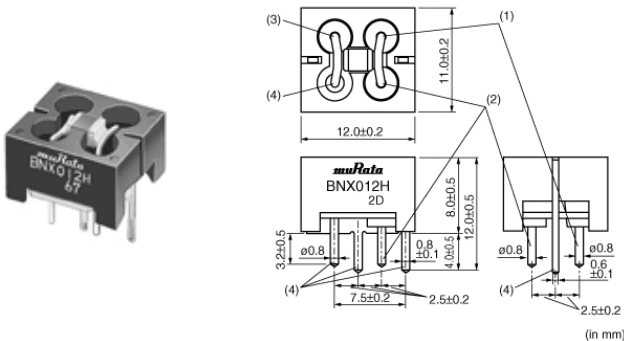 muRata
BNX012H
67
(3)
(1)
(4)
(2)
11.0±0.2
12.0±0.2
muRata
BNX012H
2D
3.2±0.5
ø0.8
0.8
±0.1
4.0±0.5
8.0±0.5
12.0±0.5
(4)
7.5±0.2
2.5±0.2
ø0.8
ø0.8
0.6
±0.1
(4)
2.5±0.2
(in mm)